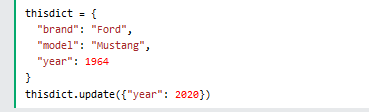 thisdict = {
  "brand": "Ford",
  "model": "Mustang",
  "year": 1964
}
thisdict.update({"year": 2020})